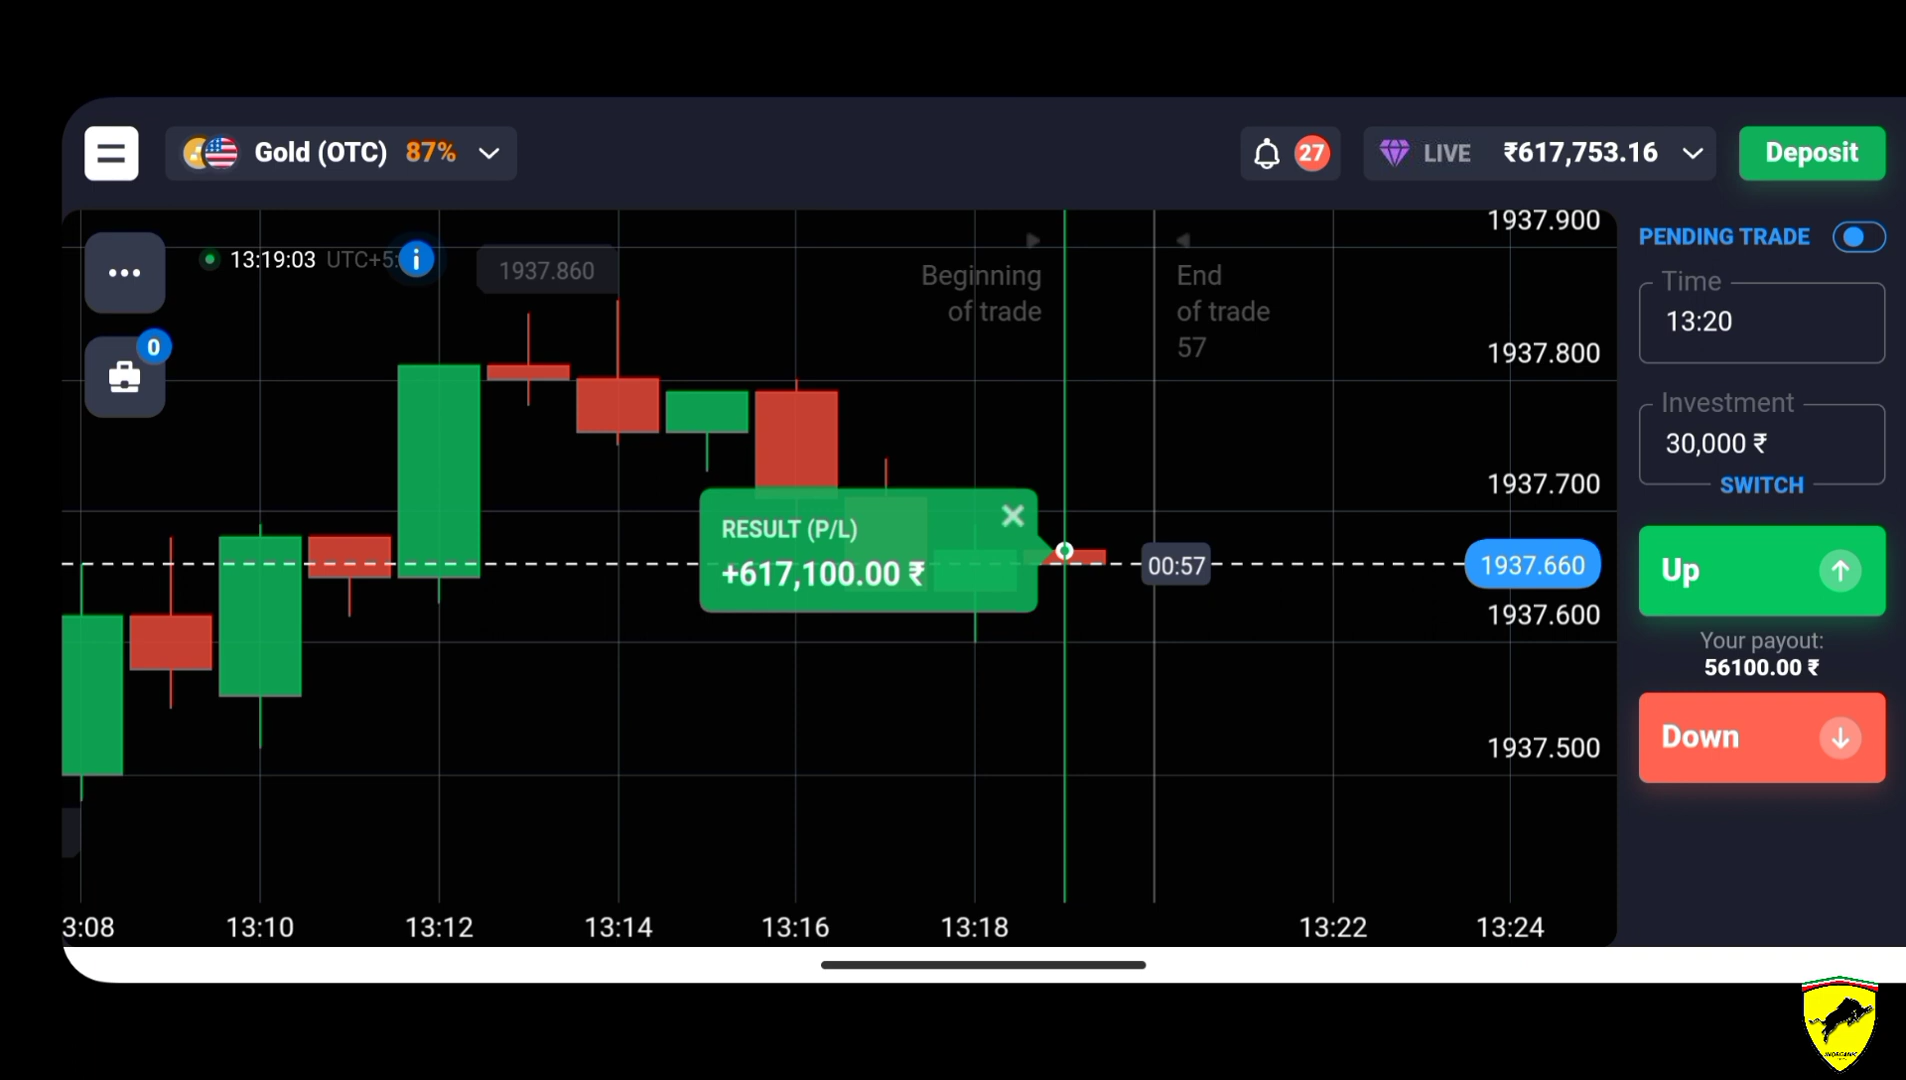 Gold (OTC) 87%
27
LIVE ₹617,753.16
Deposit
13:19:03 UTC+5:
i
1937.860
0
Beginning
of trade
End
of trade
57
1937.900
1937.800
1937.700
1937.660
1937.600
1937.500
RESULT (P/L)
+617,100.00 ₹
00:57
3:08 13:10 13:12 13:14 13:16 13:18 13:22 13:24
PENDING TRADE
Time
13:20
Investment
30,000 ₹
SWITCH
Up
Your payout:
56100.00 ₹
Down